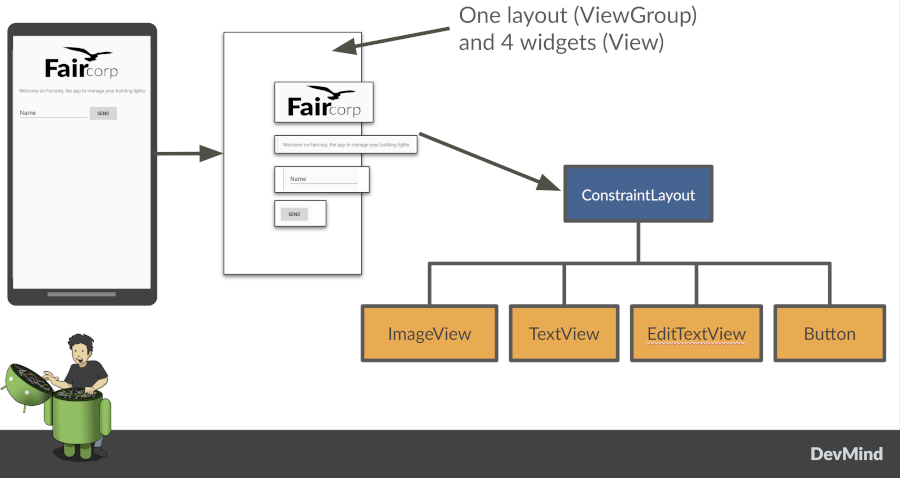 One layout (ViewGroup)
and 4 widgets (View)
Faircorp
Welcome on Faircorp, the app to manage your building lights
Name
SEND
Faircorp
Welcome on Faircorp, the app to manage your building lights
Name
SEND
ConstraintLayout
ImageView
TextView
EditTextView
Button
DevMind